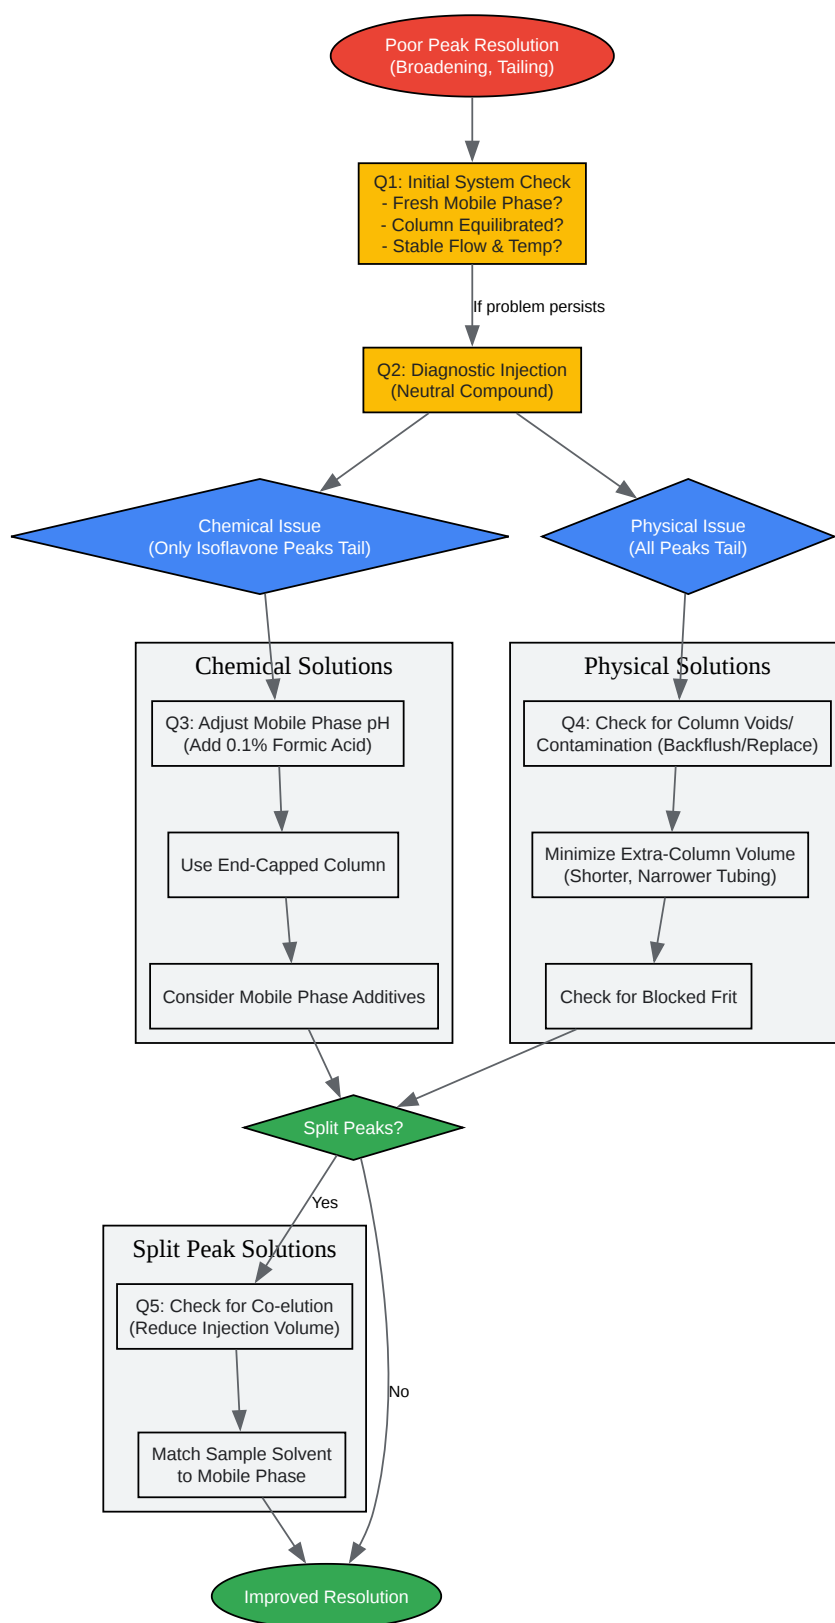 Poor Peak Resolution
(Broadening, Tailing)
Q1: Initial System Check
- Fresh Mobile Phase?
- Column Equilibrated?
- Stable Flow & Temp?
If problem persists
Q2: Diagnostic Injection
(Neutral Compound)
Chemical Issue
(Only Isoflavone Peaks Tail)
Physical Issue
(All Peaks Tail)
Chemical Solutions
Q3: Adjust Mobile Phase pH
(Add 0.1% Formic Acid)
Use End-Capped Column
Consider Mobile Phase Additives
Physical Solutions
Q4: Check for Column Voids/
Contamination (Backflush/Replace)
Minimize Extra-Column Volume
(Shorter, Narrower Tubing)
Check for Blocked Frit
Split Peaks?
Yes
Split Peak Solutions
Q5: Check for Co-elution
(Reduce Injection Volume)
No
Match Sample Solvent
to Mobile Phase
Improved Resolution